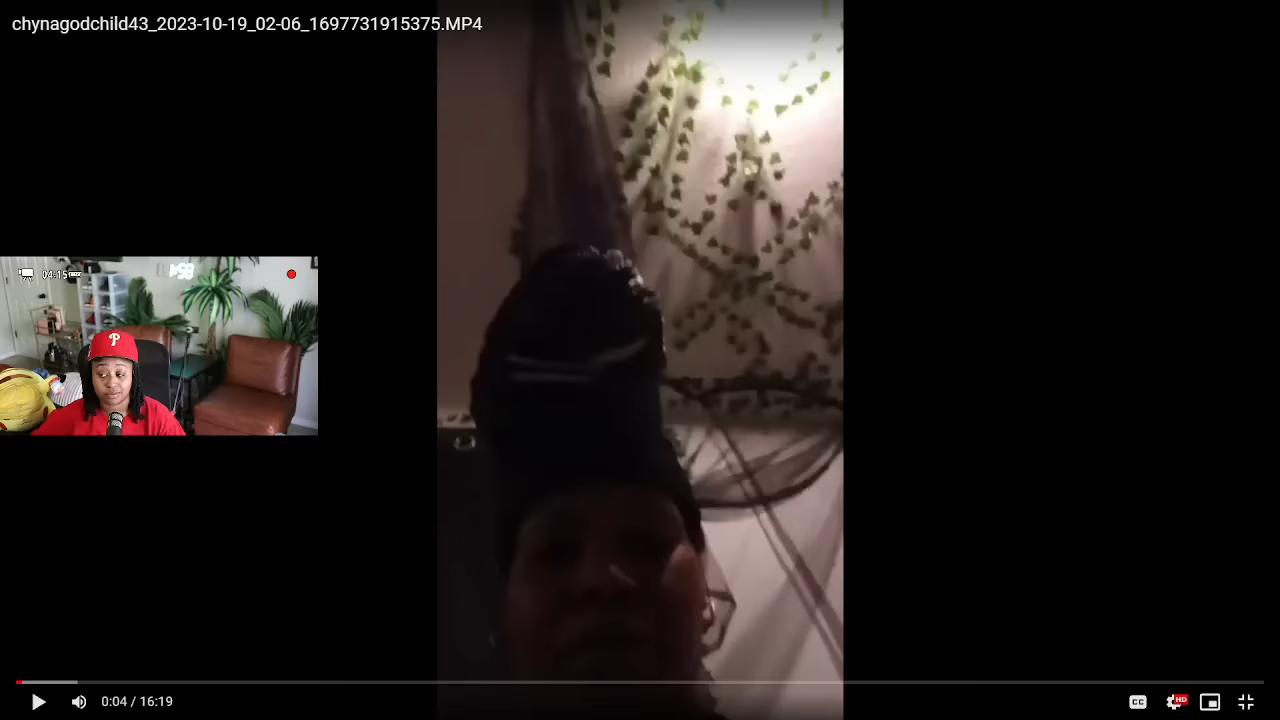 chynagodchild43_2023-10-19_02-06_1697731915375.MP4
04:15
P
0:04 / 16:19
CC
HD